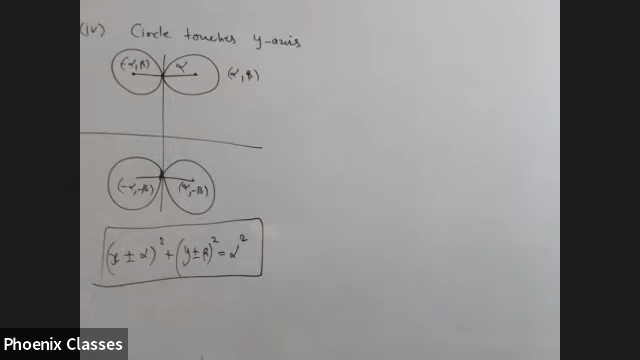 (iv) Circle touches y-axis
(-α, β) α (α, β)
(-α, -β) (α, -β)
(x ± α)² + (y ± β)² = α²
Phoenix Classes